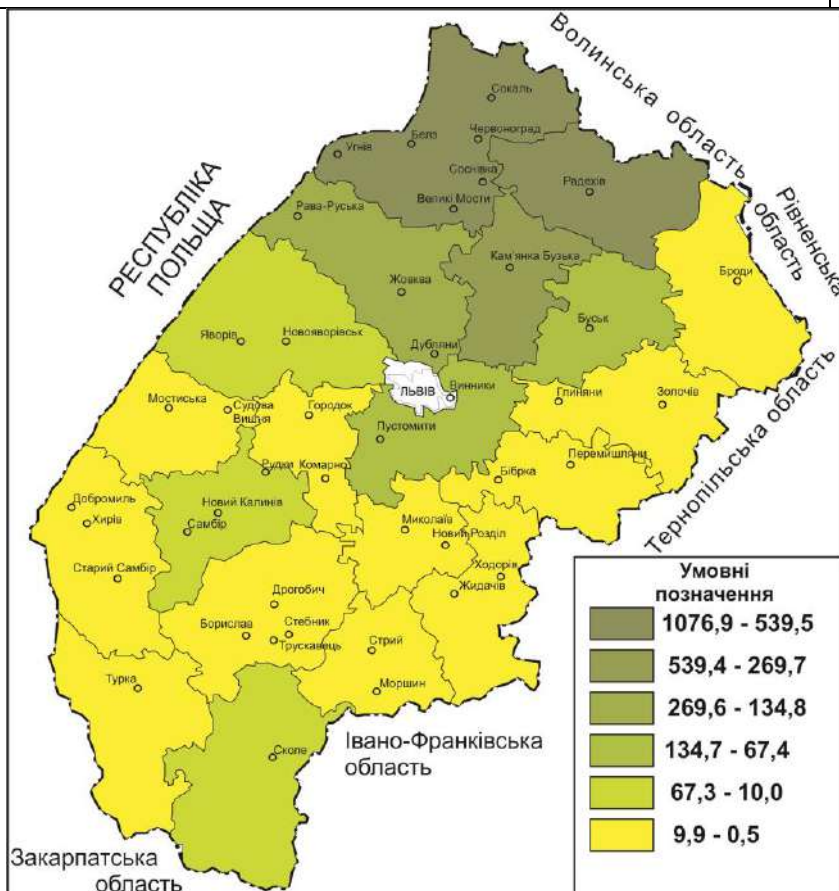 Волинська область
Сокаль
Белз
Червоноград
Угнів
Соснівка
Радехів
Великі Мости
Рівненська
область
РЕСПУБЛІКА
ПОЛЬЩА
Рава-Руська
Кам'янка Бузька
Жовква
Броди
Буськ
Яворів
Новояворівськ
Дубляни
ЛЬВІВ
Винники
Мостиська
Судова
Вишня
Городок
Глиняни
Золочів
Пустомити
Тернопільська область
Рудки
Комарно
Бібрка
Перемишляни
Добромиль
Хирів
Новий Калинів
Самбір
Миколаїв
Новий Розділ
Ходорів
Старий Самбір
Жидачів
Дрогобич
Борислав
Стебник
Трускавець
Стрий
Моршин
Турка
Сколе
Івано-Франківська
область
Закарпатська
область
Умовні
позначення
1076,9 - 539,5
539,4 - 269,7
269,6 - 134,8
134,7 - 67,4
67,3 - 10,0
9,9 - 0,5